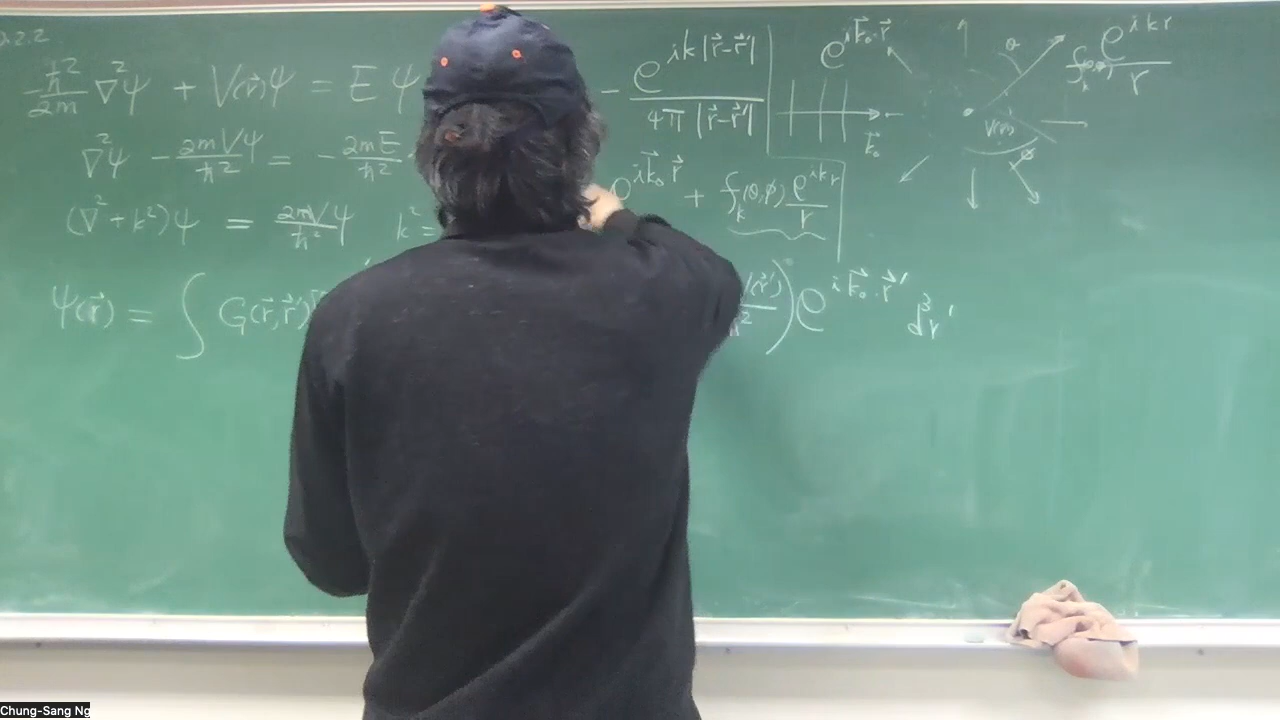 2.2.2
-ℏ²/2m ∇²ψ + V(r⃗)ψ = Eψ
∇²ψ - 2mVψ/ℏ² = - 2mE/ℏ²
(∇² + k²)ψ = 2mVψ/ℏ² k² =
ψ(r⃗) = ∫ G(r⃗,r⃗')
- e^{ik|r⃗-r⃗'|} / 4π|r⃗-r⃗'|
e^{ik⃗₀·r⃗} + f_k(θ,φ) e^{ikr}/r
) e^{ik⃗₀·r⃗'} d³r'
e^{ik⃗₀·r⃗}
k⃗₀
θ
V(r⃗)
f_k(θ,φ) e^{ikr}/r
Chung-Sang Ng